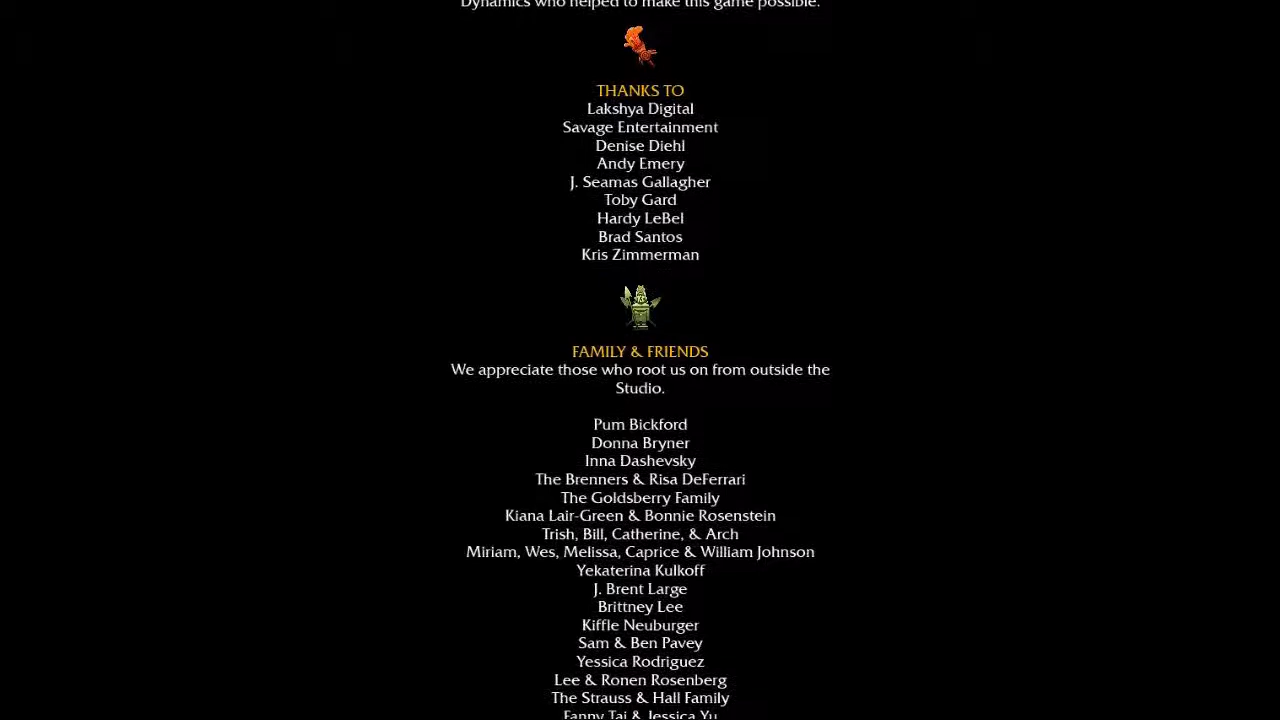 Dynamics who helped to make this game possible.
THANKS TO
Lakshya Digital
Savage Entertainment
Denise Diehl
Andy Emery
J. Seamas Gallagher
Toby Gard
Hardy LeBel
Brad Santos
Kris Zimmerman
FAMILY & FRIENDS
We appreciate those who root us on from outside the
Studio.
Pum Bickford
Donna Bryner
Inna Dashevsky
The Brenners & Risa DeFerrari
The Goldsberry Family
Kiana Lair-Green & Bonnie Rosenstein
Trish, Bill, Catherine, & Arch
Miriam, Wes, Melissa, Caprice & William Johnson
Yekaterina Kulkoff
J. Brent Large
Brittney Lee
Kiffle Neuburger
Sam & Ben Pavey
Yessica Rodriguez
Lee & Ronen Rosenberg
The Strauss & Hall Family
Fanny Tai & Jessica Yu